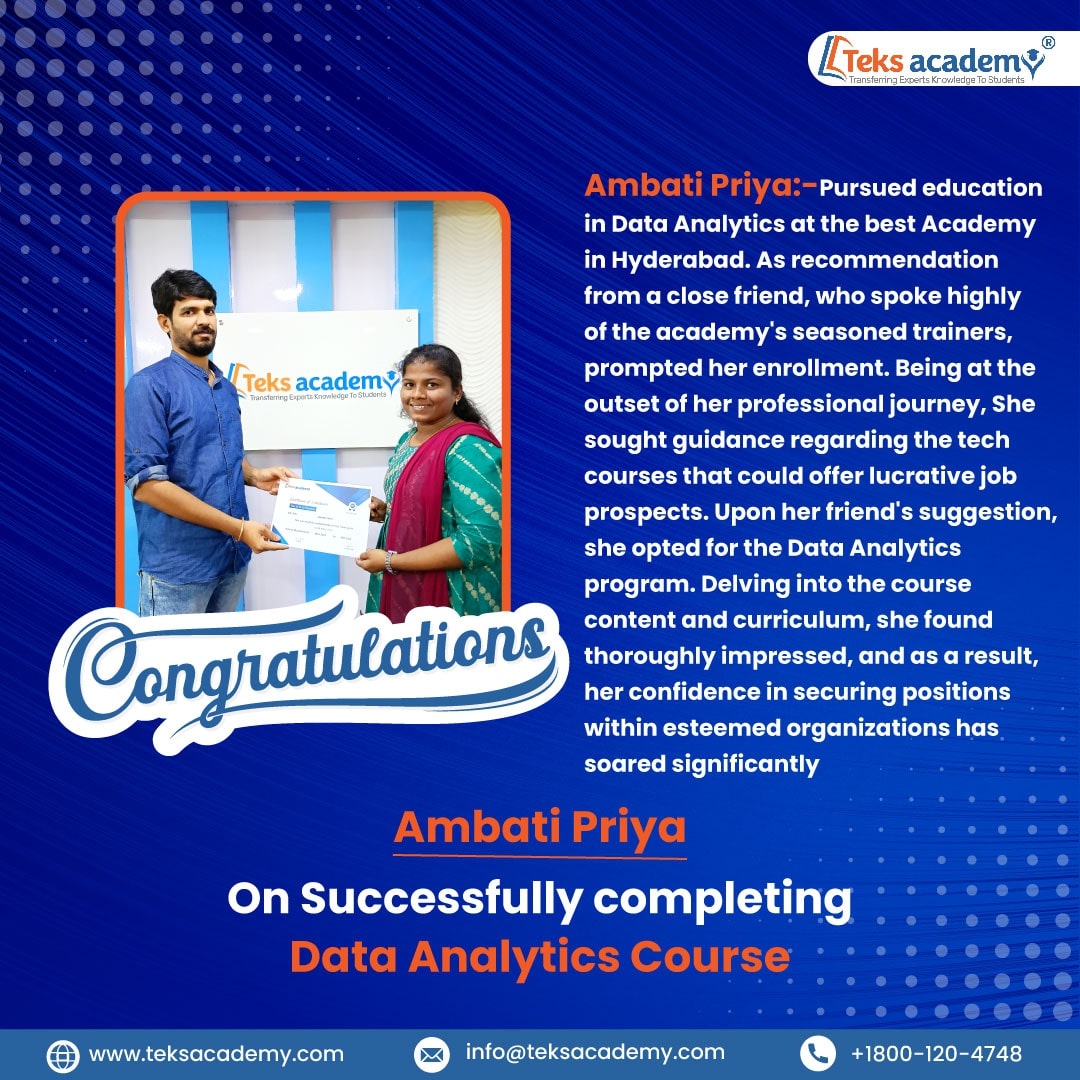 Teks academy®
Transferring Experts Knowledge To Students
Ambati Priya:-Pursued education
in Data Analytics at the best Academy
in Hyderabad. As recommendation
from a close friend, who spoke highly
of the academy's seasoned trainers,
prompted her enrollment. Being at the
outset of her professional journey, She
sought guidance regarding the tech
courses that could offer lucrative job
prospects. Upon her friend's suggestion,
she opted for the Data Analytics
program. Delving into the course
content and curriculum, she found
thoroughly impressed, and as a result,
her confidence in securing positions
within esteemed organizations has
soared significantly
Teks academy
Transferring Experts Knowledge To Students
Congratulations
Ambati Priya
On Successfully completing
Data Analytics Course
www.teksacademy.com
info@teksacademy.com
+1800-120-4748